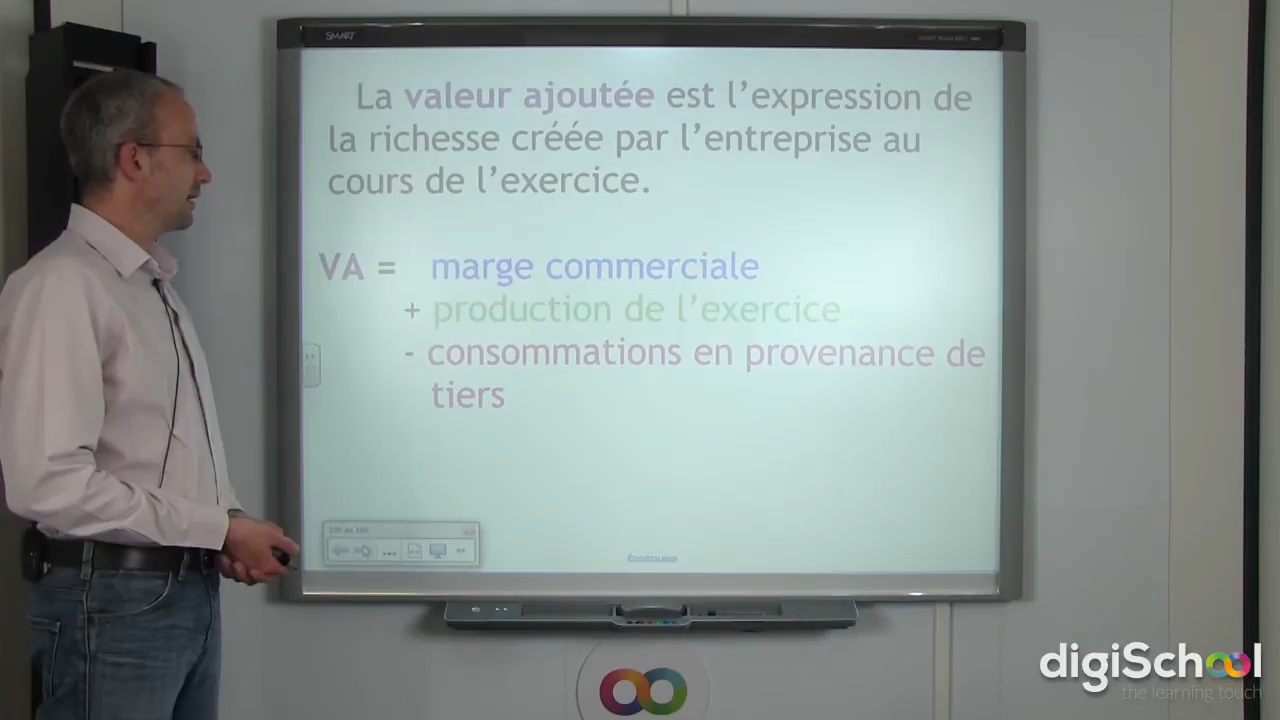 SMART
La valeur ajoutée est l'expression de
la richesse créée par l'entreprise au
cours de l'exercice.
VA = marge commerciale
+ production de l'exercice
- consommations en provenance de
tiers
digiSchool
the learning touch